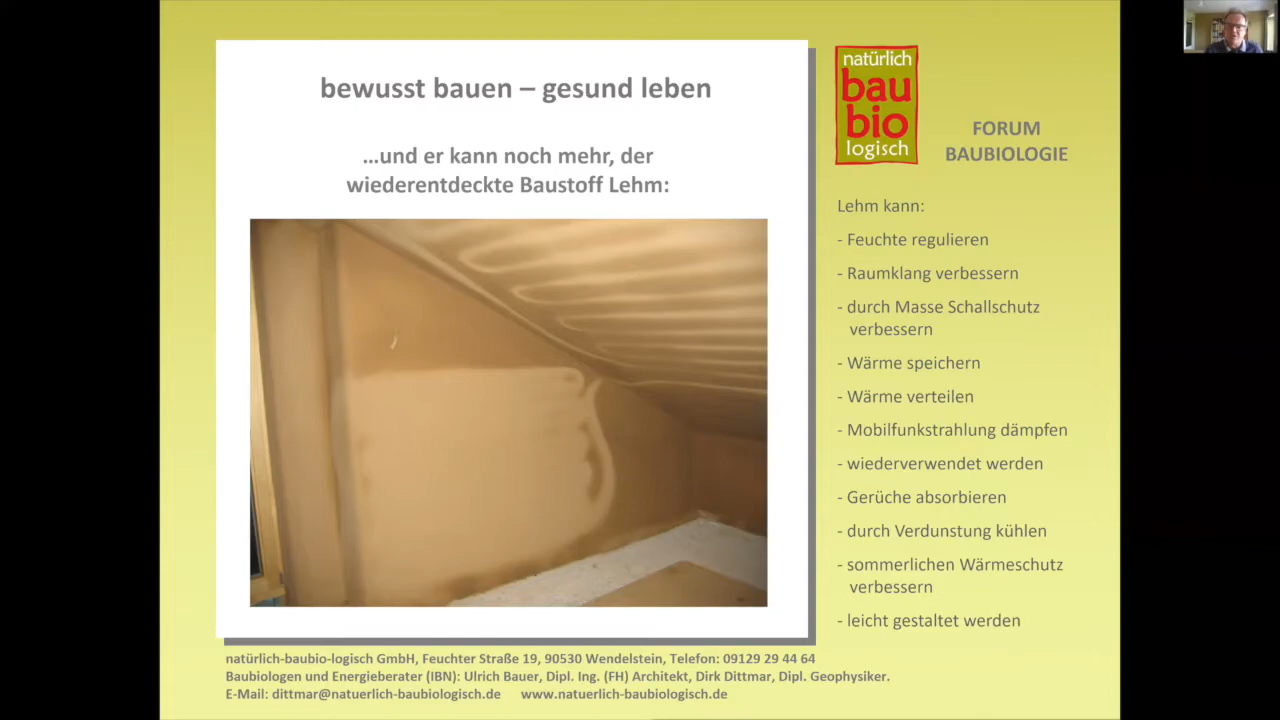 bewusst bauen – gesund leben
…und er kann noch mehr, der
wiederentdeckte Baustoff Lehm:
natürlich
bau
bio
logisch
FORUM
BAUBIOLOGIE
Lehm kann:
- Feuchte regulieren
- Raumklang verbessern
- durch Masse Schallschutz
verbessern
- Wärme speichern
- Wärme verteilen
- Mobilfunkstrahlung dämpfen
- wiederverwendet werden
- Gerüche absorbieren
- durch Verdunstung kühlen
- sommerlichen Wärmeschutz
verbessern
- leicht gestaltet werden
natürlich-baubio-logisch GmbH, Feuchter Straße 19, 90530 Wendelstein, Telefon: 09129 29 44 64
Baubiologen und Energieberater (IBN): Ulrich Bauer, Dipl. Ing. (FH) Architekt, Dirk Dittmar, Dipl. Geophysiker.
E-Mail: dittmar@natuerlich-baubiologisch.de www.natuerlich-baubiologisch.de